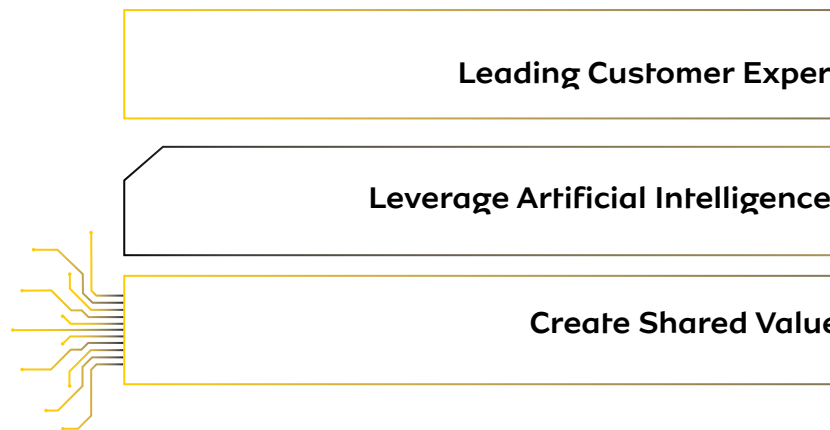 Leading Customer Exper
Leverage Artificial Intelligence
Create Shared Value